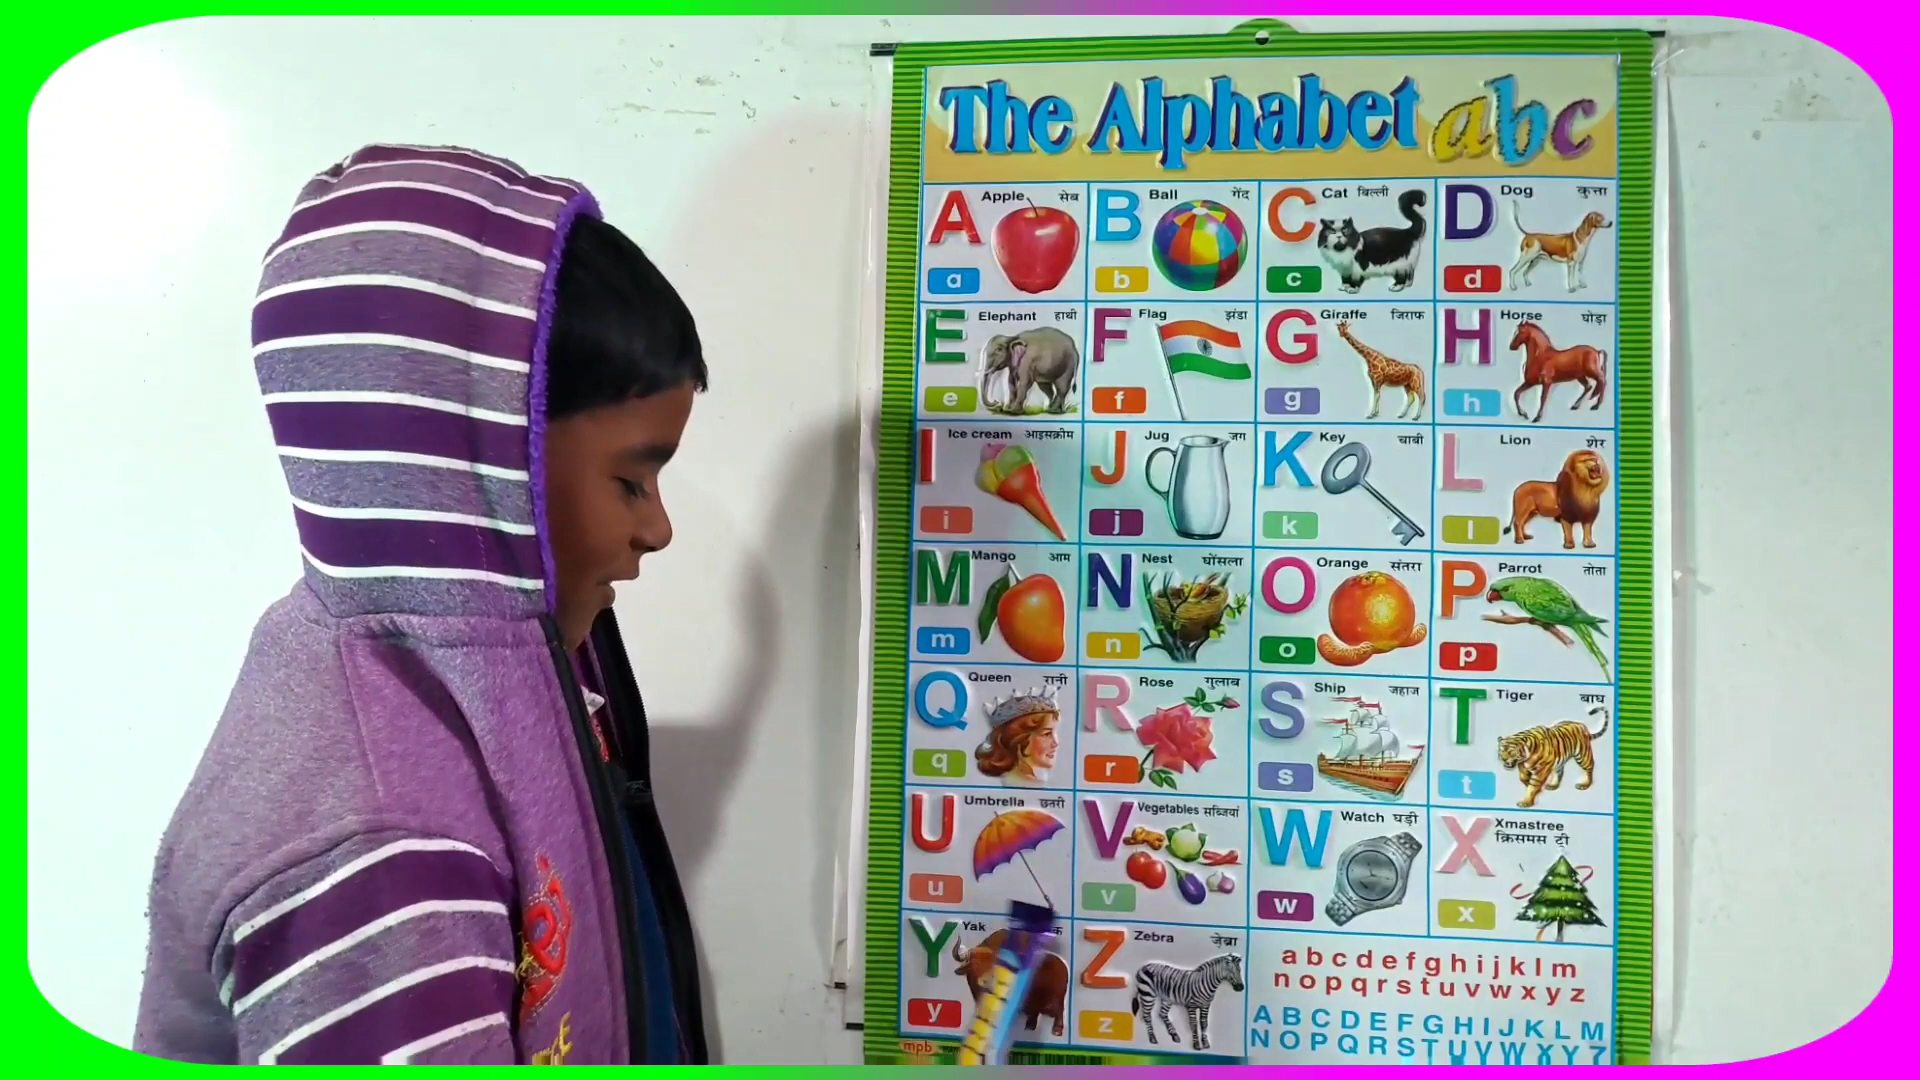 The Alphabet abc
A Apple सेब a
B Ball गेंद b
C Cat बिल्ली c
D Dog कुत्ता d
E Elephant हाथी e
F Flag झंडा f
G Giraffe जिराफ g
H Horse घोड़ा h
I Ice cream आइसक्रीम i
J Jug जग j
K Key चाबी k
L Lion शेर l
M Mango आम m
N Nest घोंसला n
O Orange संतरा o
P Parrot तोता p
Q Queen रानी q
R Rose गुलाब r
S Ship जहाज s
T Tiger बाघ t
U Umbrella छतरी u
V Vegetables सब्जियां v
W Watch घड़ी w
X Xmastree
क्रिसमस ट्री x
Y Yak y
Z Zebra ज़ेब्रा z
a b c d e f g h i j k l m
n o p q r s t u v w x y z
A B C D E F G H I J K L M
N O P Q R S T U V W X Y Z
mpb